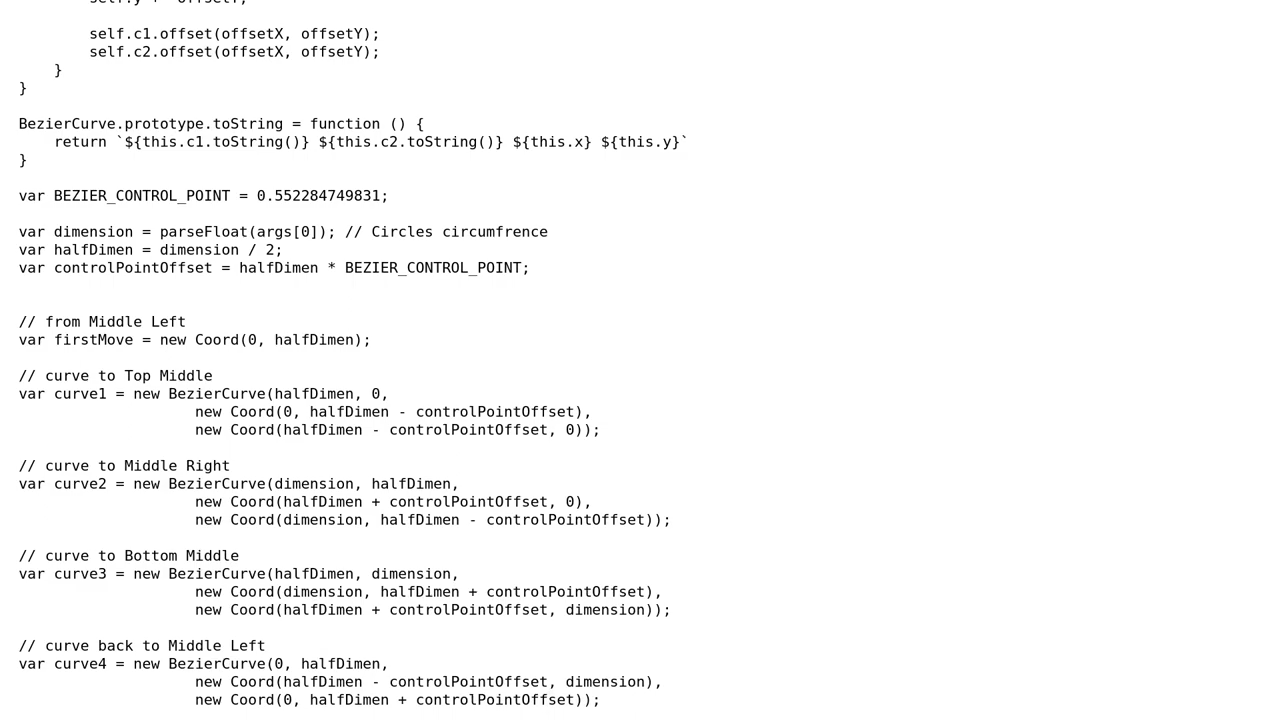 self.y += offsetY;
self.c1.offset(offsetX, offsetY);
self.c2.offset(offsetX, offsetY);
}
}
BezierCurve.prototype.toString = function () {
return `${this.c1.toString()} ${this.c2.toString()} ${this.x} ${this.y}`
}
var BEZIER_CONTROL_POINT = 0.552284749831;
var dimension = parseFloat(args[0]); // Circles circumfrence
var halfDimen = dimension / 2;
var controlPointOffset = halfDimen * BEZIER_CONTROL_POINT;
// from Middle Left
var firstMove = new Coord(0, halfDimen);
// curve to Top Middle
var curve1 = new BezierCurve(halfDimen, 0,
new Coord(0, halfDimen - controlPointOffset),
new Coord(halfDimen - controlPointOffset, 0));
// curve to Middle Right
var curve2 = new BezierCurve(dimension, halfDimen,
new Coord(halfDimen + controlPointOffset, 0),
new Coord(dimension, halfDimen - controlPointOffset));
// curve to Bottom Middle
var curve3 = new BezierCurve(halfDimen, dimension,
new Coord(dimension, halfDimen + controlPointOffset),
new Coord(halfDimen + controlPointOffset, dimension));
// curve back to Middle Left
var curve4 = new BezierCurve(0, halfDimen,
new Coord(halfDimen - controlPointOffset, dimension),
new Coord(0, halfDimen + controlPointOffset));